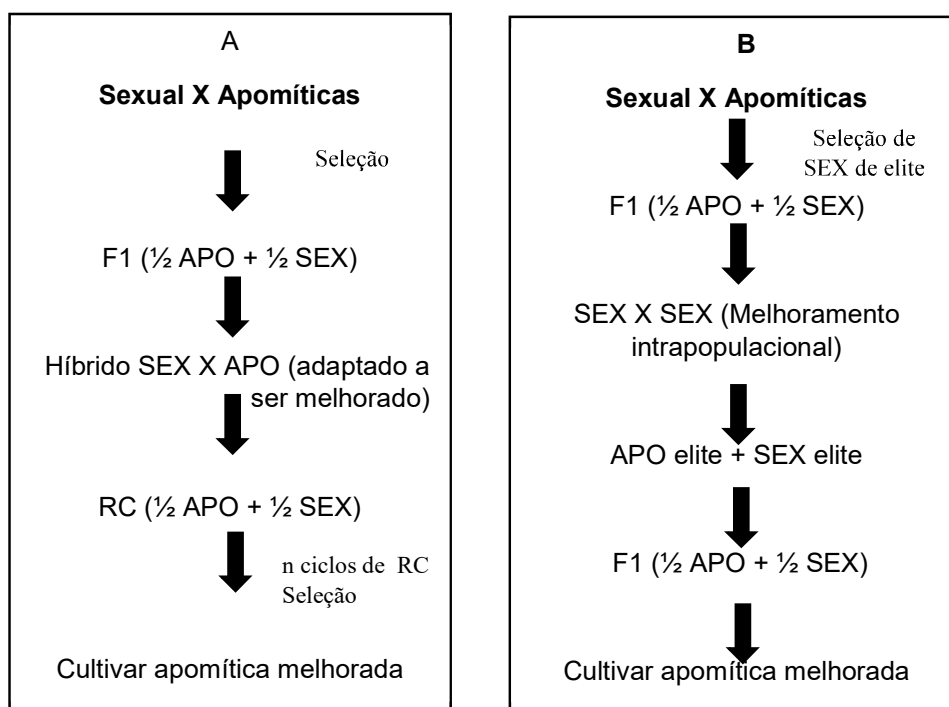 A
Sexual X Apomíticas
Seleção
F1 (½ APO + ½ SEX)
Híbrido SEX X APO (adaptado a
ser melhorado)
RC (½ APO + ½ SEX)
n ciclos de RC
Seleção
Cultivar apomítica melhorada
B
Sexual X Apomíticas
Seleção de
SEX de elite
F1 (½ APO + ½ SEX)
SEX X SEX (Melhoramento
intrapopulacional)
APO elite + SEX elite
F1 (½ APO + ½ SEX)
Cultivar apomítica melhorada